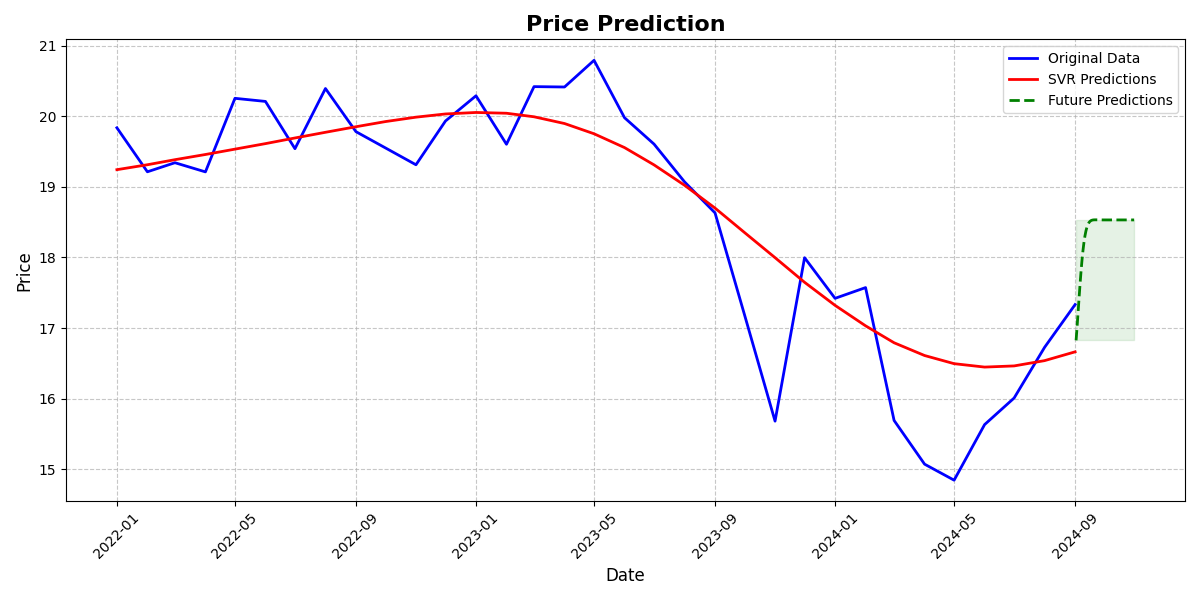 Price Prediction
Original Data
SVR Predictions
Future Predictions
Price
21
20
19
18
17
16
15
2022-01
2022-05
2022-09
2023-01
2023-05
2023-09
2024-01
2024-05
2024-09
Date